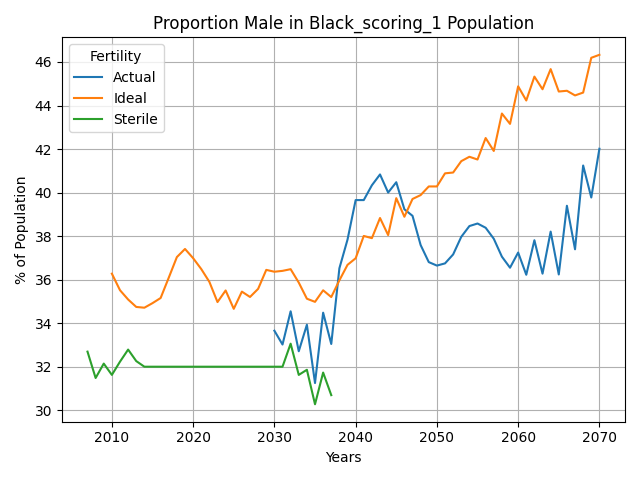 Proportion Male in Black_scoring_1 Population
Fertility
Actual
Ideal
Sterile
% of Population
46
44
42
40
38
36
34
32
30
2010 2020 2030 2040 2050 2060 2070
Years